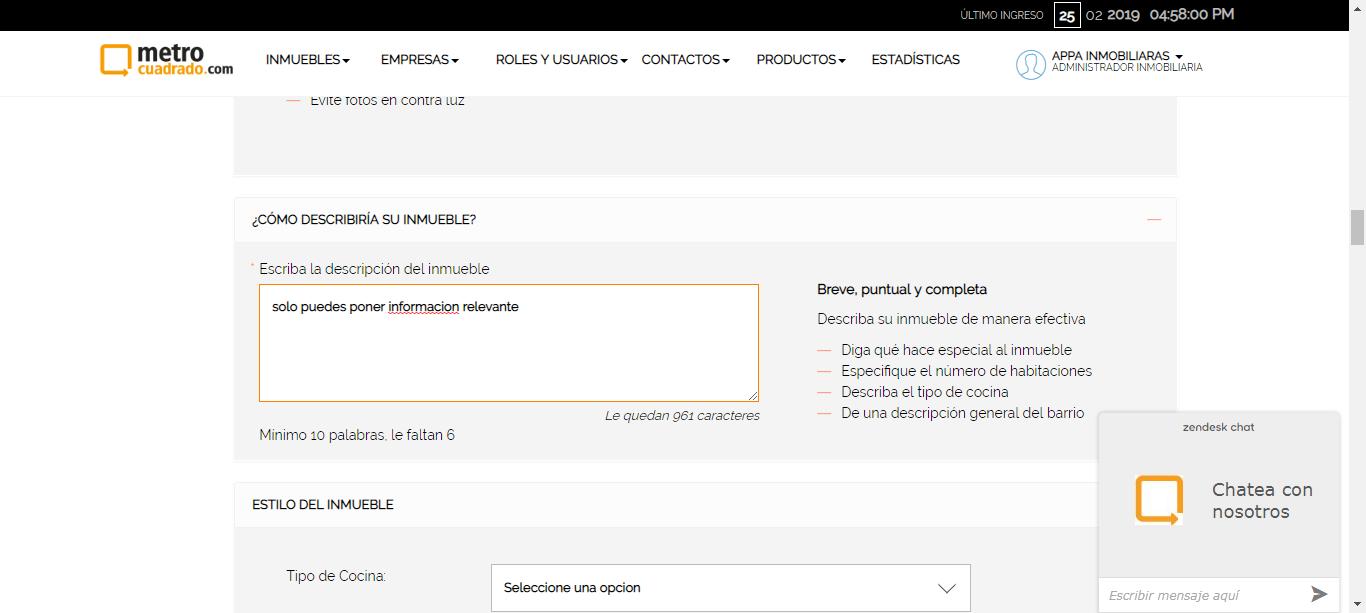 ÚLTIMO INGRESO 25 02 2019 04:58:00 PM
metro
cuadrado.com
INMUEBLES EMPRESAS ROLES Y USUARIOS CONTACTOS PRODUCTOS ESTADÍSTICAS
APPA INMOBILIARAS
ADMINISTRADOR INMOBILIARIA
— Evite fotos en contra luz
¿CÓMO DESCRIBIRÍA SU INMUEBLE? —
* Escriba la descripción del inmueble
solo puedes poner informacion relevante
Le quedan 961 caracteres
Mínimo 10 palabras, le faltan 6
Breve, puntual y completa
Describa su inmueble de manera efectiva
— Diga qué hace especial al inmueble
— Especifique el número de habitaciones
— Describa el tipo de cocina
— De una descripción general del barrio
ESTILO DEL INMUEBLE
Tipo de Cocina:
Seleccione una opcion
zendesk chat
Chatea con
nosotros
Escribir mensaje aquí